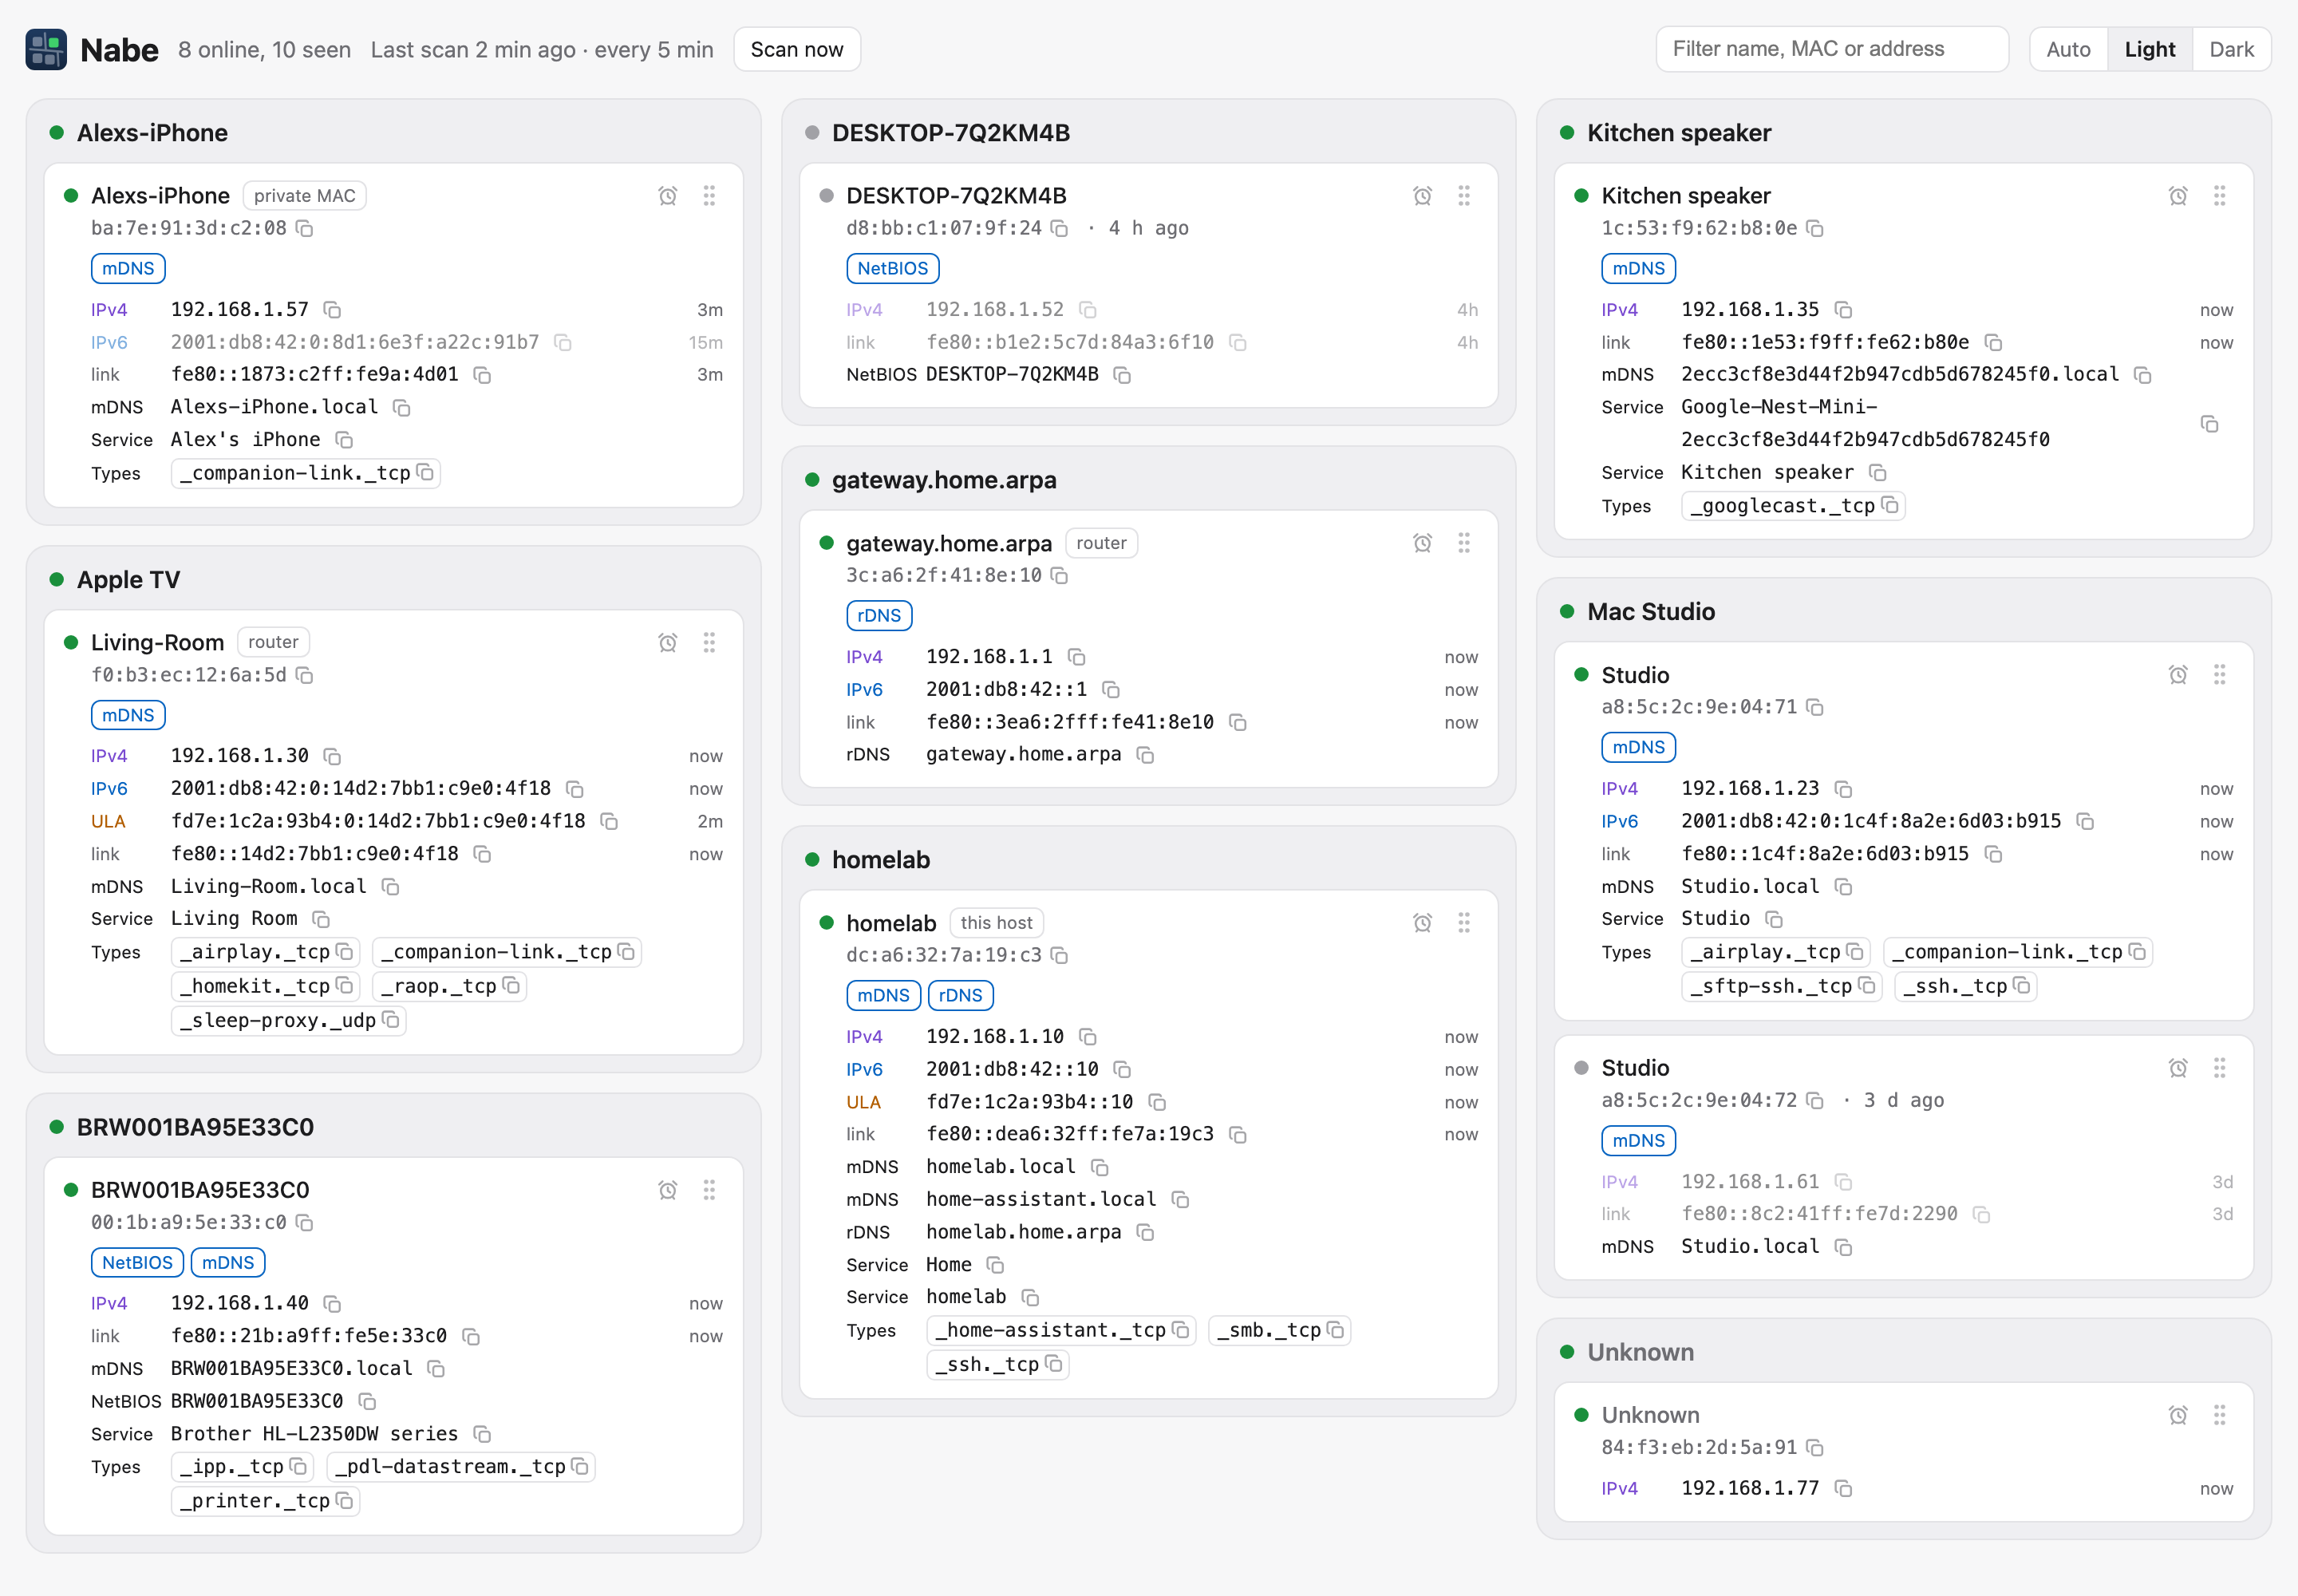 Nabe 8 online, 10 seen Last scan 2 min ago · every 5 min Scan now Filter name, MAC or address Auto Light Dark
Alexs-iPhone
Alexs-iPhone private MAC
ba:7e:91:3d:c2:08
mDNS
IPv4 192.168.1.57 3m
IPv6 2001:db8:42:0:8d1:6e3f:a22c:91b7 15m
link fe80::1873:c2ff:fe9a:4d01 3m
mDNS Alexs-iPhone.local
Service Alex's iPhone
Types _companion-link._tcp
Apple TV
Living-Room router
f0:b3:ec:12:6a:5d
mDNS
IPv4 192.168.1.30 now
IPv6 2001:db8:42:0:14d2:7bb1:c9e0:4f18 now
ULA fd7e:1c2a:93b4:0:14d2:7bb1:c9e0:4f18 2m
link fe80::14d2:7bb1:c9e0:4f18 now
mDNS Living-Room.local
Service Living Room
Types _airplay._tcp _companion-link._tcp
_homekit._tcp _raop._tcp
_sleep-proxy._udp
BRW001BA95E33C0
BRW001BA95E33C0
00:1b:a9:5e:33:c0
NetBIOS mDNS
IPv4 192.168.1.40 now
link fe80::21b:a9ff:fe5e:33c0 now
mDNS BRW001BA95E33C0.local
NetBIOS BRW001BA95E33C0
Service Brother HL-L2350DW series
Types _ipp._tcp _pdl-datastream._tcp
_printer._tcp
DESKTOP-7Q2KM4B
DESKTOP-7Q2KM4B
d8:bb:c1:07:9f:24 · 4 h ago
NetBIOS
IPv4 192.168.1.52 4h
link fe80::b1e2:5c7d:84a3:6f10 4h
NetBIOS DESKTOP-7Q2KM4B
gateway.home.arpa
gateway.home.arpa router
3c:a6:2f:41:8e:10
rDNS
IPv4 192.168.1.1 now
IPv6 2001:db8:42::1 now
link fe80::3ea6:2fff:fe41:8e10 now
rDNS gateway.home.arpa
homelab
homelab this host
dc:a6:32:7a:19:c3
mDNS rDNS
IPv4 192.168.1.10 now
IPv6 2001:db8:42::10 now
ULA fd7e:1c2a:93b4::10 now
link fe80::dea6:32ff:fe7a:19c3 now
mDNS homelab.local
mDNS home-assistant.local
rDNS homelab.home.arpa
Service Home
Service homelab
Types _home-assistant._tcp _smb._tcp
_ssh._tcp
Kitchen speaker
Kitchen speaker
1c:53:f9:62:b8:0e
mDNS
IPv4 192.168.1.35 now
link fe80::1e53:f9ff:fe62:b80e now
mDNS 2ecc3cf8e3d44f2b947cdb5d678245f0.local
Service Google-Nest-Mini-
2ecc3cf8e3d44f2b947cdb5d678245f0
Service Kitchen speaker
Types _googlecast._tcp
Mac Studio
Studio
a8:5c:2c:9e:04:71
mDNS
IPv4 192.168.1.23 now
IPv6 2001:db8:42:0:1c4f:8a2e:6d03:b915 now
link fe80::1c4f:8a2e:6d03:b915 now
mDNS Studio.local
Service Studio
Types _airplay._tcp _companion-link._tcp
_sftp-ssh._tcp _ssh._tcp
Studio
a8:5c:2c:9e:04:72 · 3 d ago
mDNS
IPv4 192.168.1.61 3d
link fe80::8c2:41ff:fe7d:2290 3d
mDNS Studio.local
Unknown
Unknown
84:f3:eb:2d:5a:91
IPv4 192.168.1.77 now